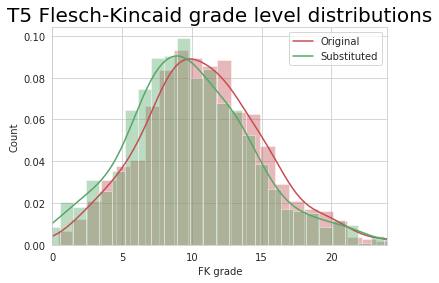 T5 Flesch-Kincaid grade level distributions
Original
Substituted
0.10
0.08
0.06
0.04
0.02
0.00
Count
0 5 10 15 20
FK grade